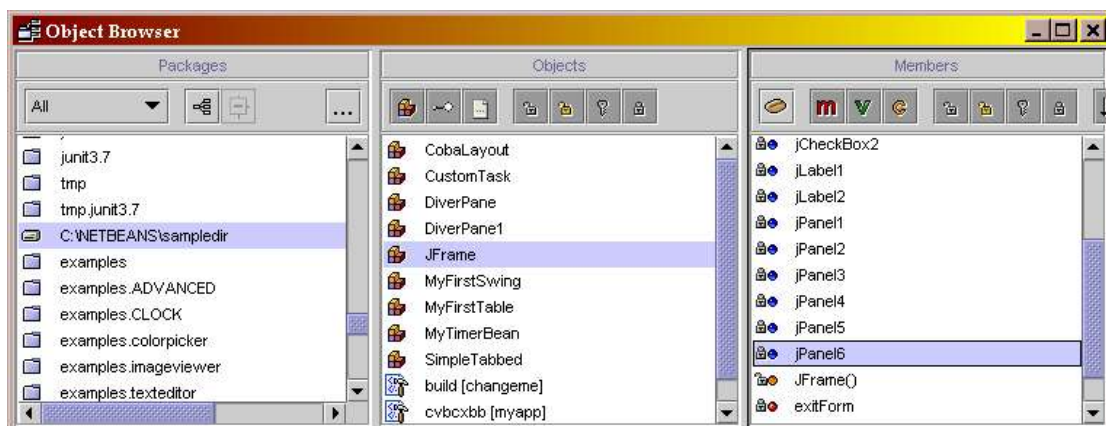 Object Browser
Packages
Objects
Members
All
...
m
v
c
junit3.7
tmp
tmp.junit3.7
C:\NETBEANS\sampledir
examples
examples.ADVANCED
examples.CLOCK
examples.colorpicker
examples.imageviewer
examples.texteditor
CobaLayout
CustomTask
DiverPane
DiverPane1
JFrame
MyFirstSwing
MyFirstTable
MyTimerBean
SimpleTabbed
build [changeme]
cvbcxbb [myapp]
jCheckBox2
jLabel1
jLabel2
jPanel1
jPanel2
jPanel3
jPanel4
jPanel5
jPanel6
JFrame()
exitForm